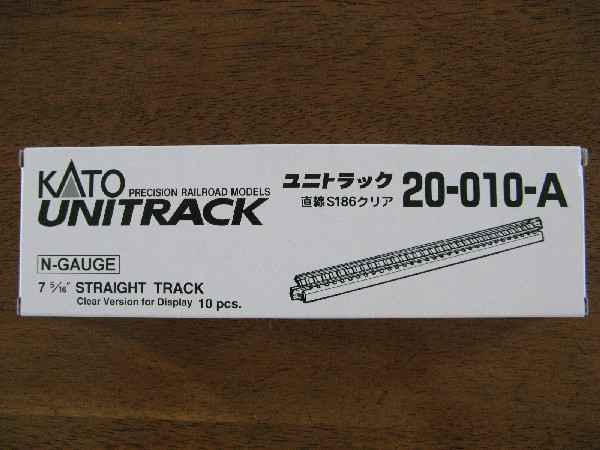 KATO
PRECISION RAILROAD MODELS
UNITRACK
ユニトラック
直線S186クリア
20-010-A
N-GAUGE
7 5/16" STRAIGHT TRACK
Clear Version for Display 10 pcs.